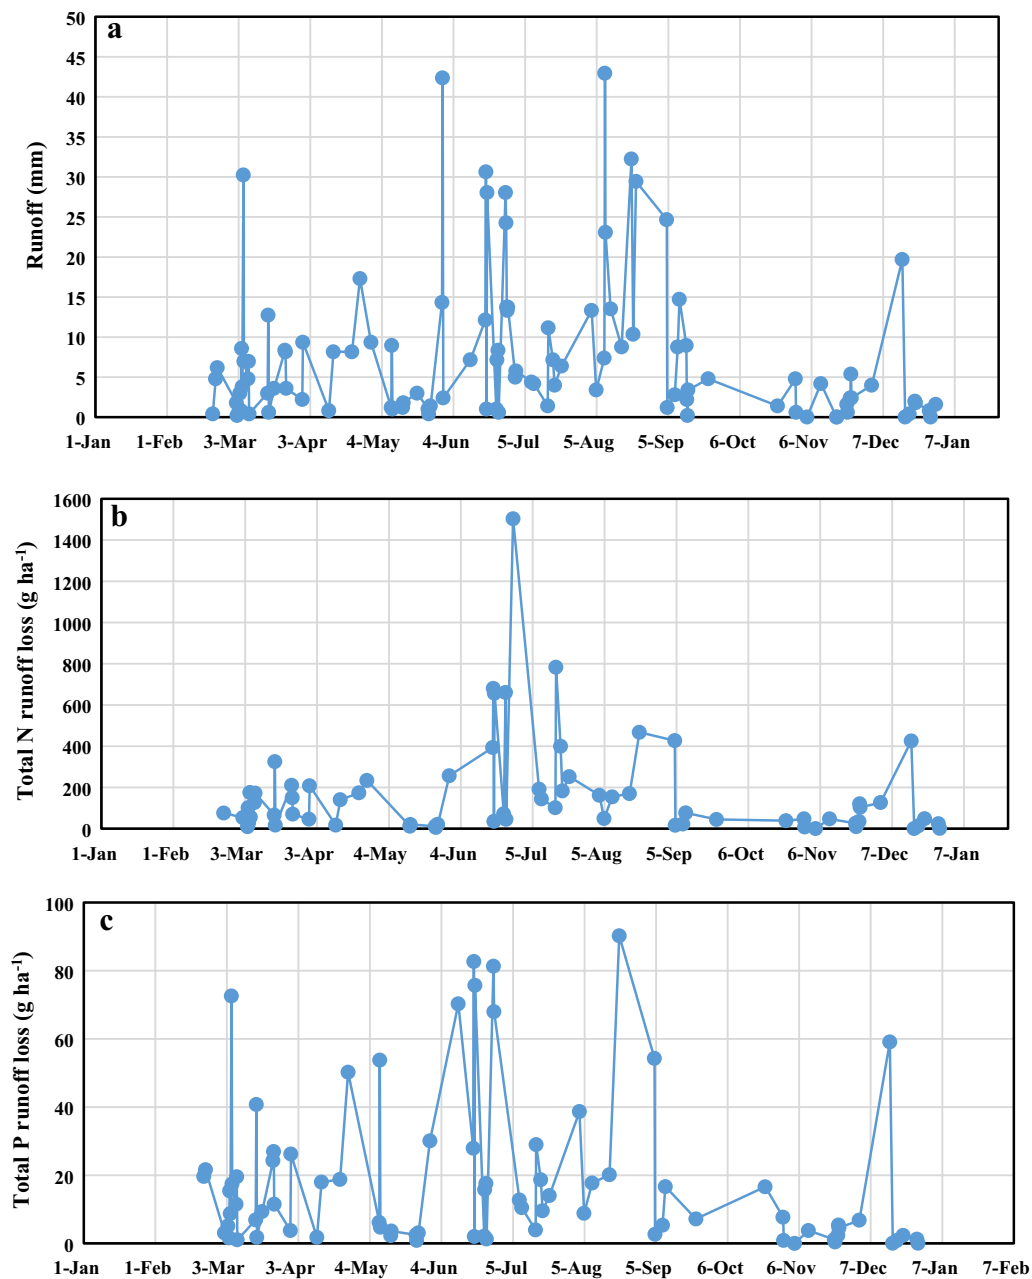 a
50
45
40
35
30
25
20
15
10
5
0
Runoff (mm)
1-Jan 1-Feb 3-Mar 3-Apr 4-May 4-Jun 5-Jul 5-Aug 5-Sep 6-Oct 6-Nov 7-Dec 7-Jan
b
1600
1400
1200
1000
800
600
400
200
0
Total N runoff loss (g ha⁻¹)
1-Jan 1-Feb 3-Mar 3-Apr 4-May 4-Jun 5-Jul 5-Aug 5-Sep 6-Oct 6-Nov 7-Dec 7-Jan
c
100
80
60
40
20
0
Total P runoff loss (g ha⁻¹)
1-Jan 1-Feb 3-Mar 3-Apr 4-May 4-Jun 5-Jul 5-Aug 5-Sep 6-Oct 6-Nov 7-Dec 7-Jan 7-Feb